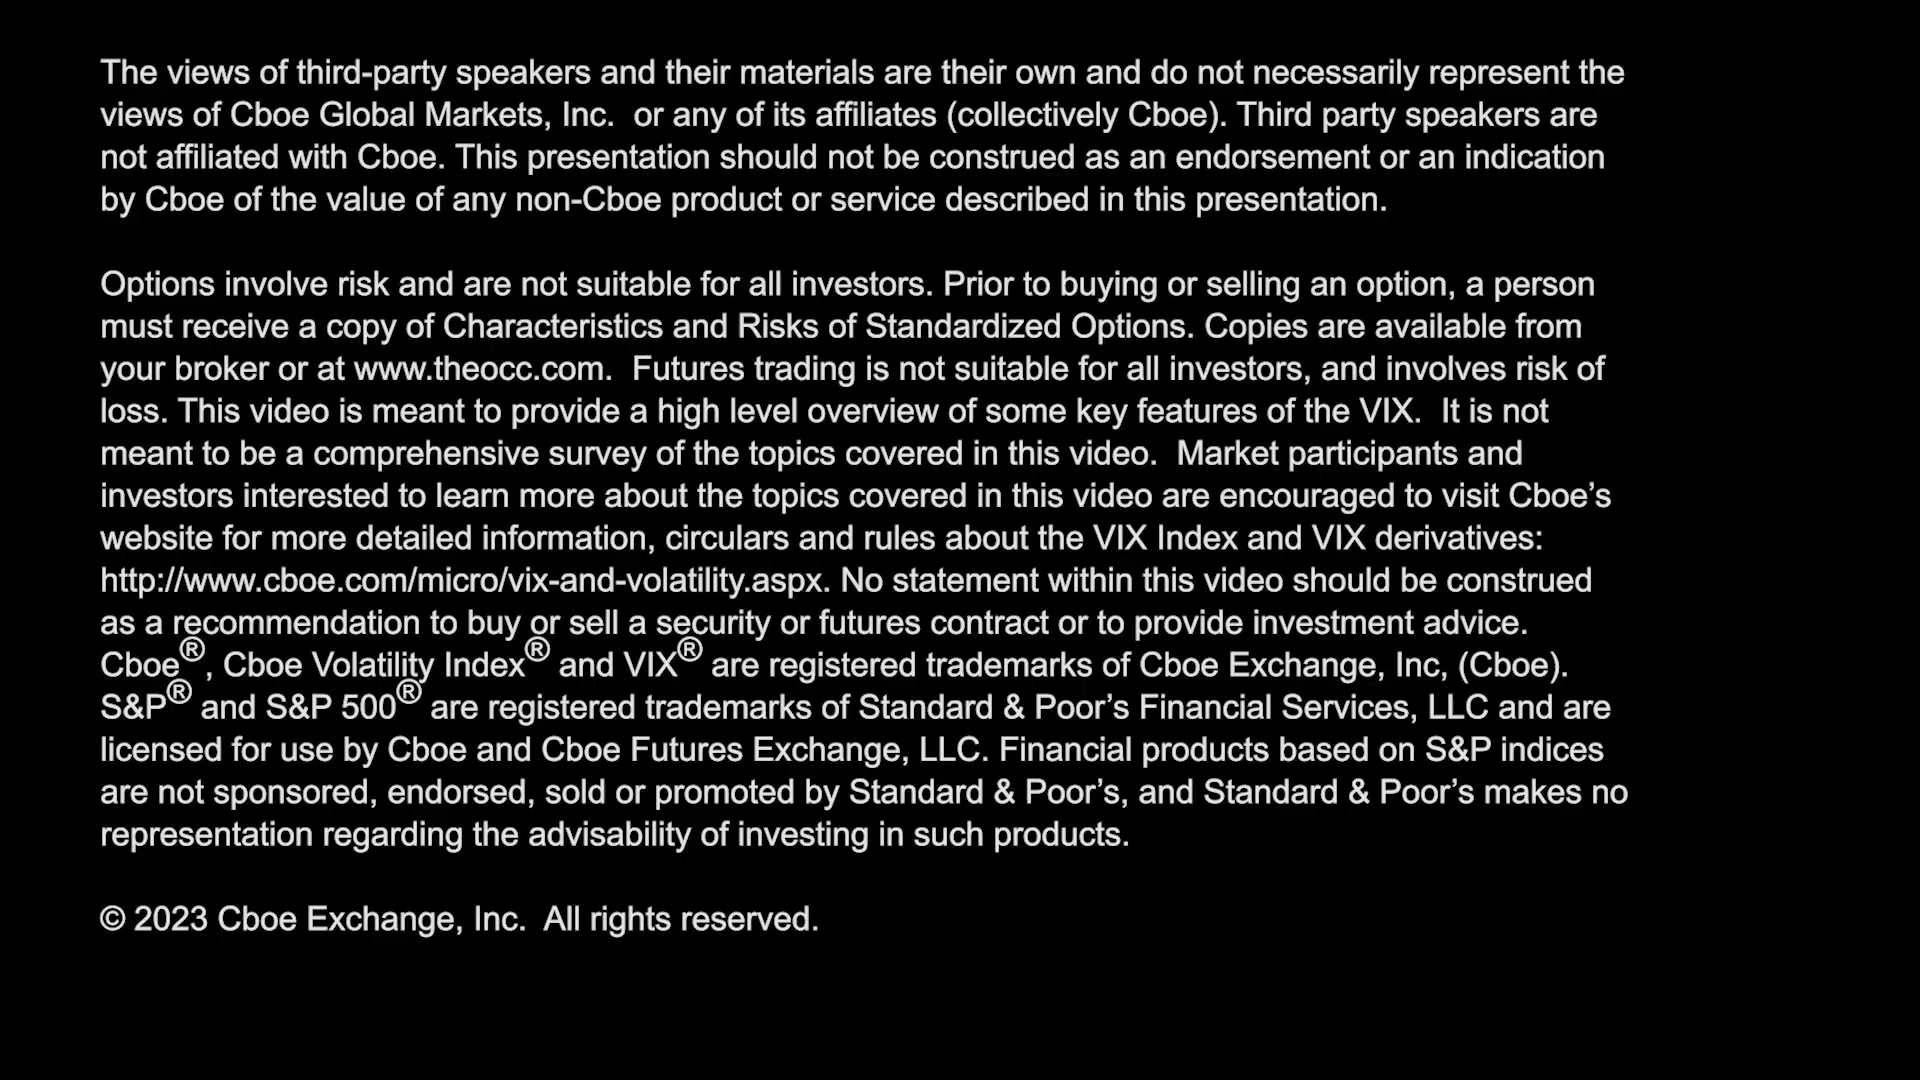 The views of third-party speakers and their materials are their own and do not necessarily represent the
views of Cboe Global Markets, Inc.  or any of its affiliates (collectively Cboe). Third party speakers are
not affiliated with Cboe. This presentation should not be construed as an endorsement or an indication
by Cboe of the value of any non-Cboe product or service described in this presentation.

Options involve risk and are not suitable for all investors. Prior to buying or selling an option, a person
must receive a copy of Characteristics and Risks of Standardized Options. Copies are available from
your broker or at www.theocc.com.  Futures trading is not suitable for all investors, and involves risk of
loss. This video is meant to provide a high level overview of some key features of the VIX.  It is not
meant to be a comprehensive survey of the topics covered in this video.  Market participants and
investors interested to learn more about the topics covered in this video are encouraged to visit Cboe’s
website for more detailed information, circulars and rules about the VIX Index and VIX derivatives:
http://www.cboe.com/micro/vix-and-volatility.aspx. No statement within this video should be construed
as a recommendation to buy or sell a security or futures contract or to provide investment advice.
Cboe®, Cboe Volatility Index® and VIX® are registered trademarks of Cboe Exchange, Inc, (Cboe).
S&P® and S&P 500® are registered trademarks of Standard & Poor’s Financial Services, LLC and are
licensed for use by Cboe and Cboe Futures Exchange, LLC. Financial products based on S&P indices
are not sponsored, endorsed, sold or promoted by Standard & Poor’s, and Standard & Poor’s makes no
representation regarding the advisability of investing in such products.

© 2023 Cboe Exchange, Inc.  All rights reserved.